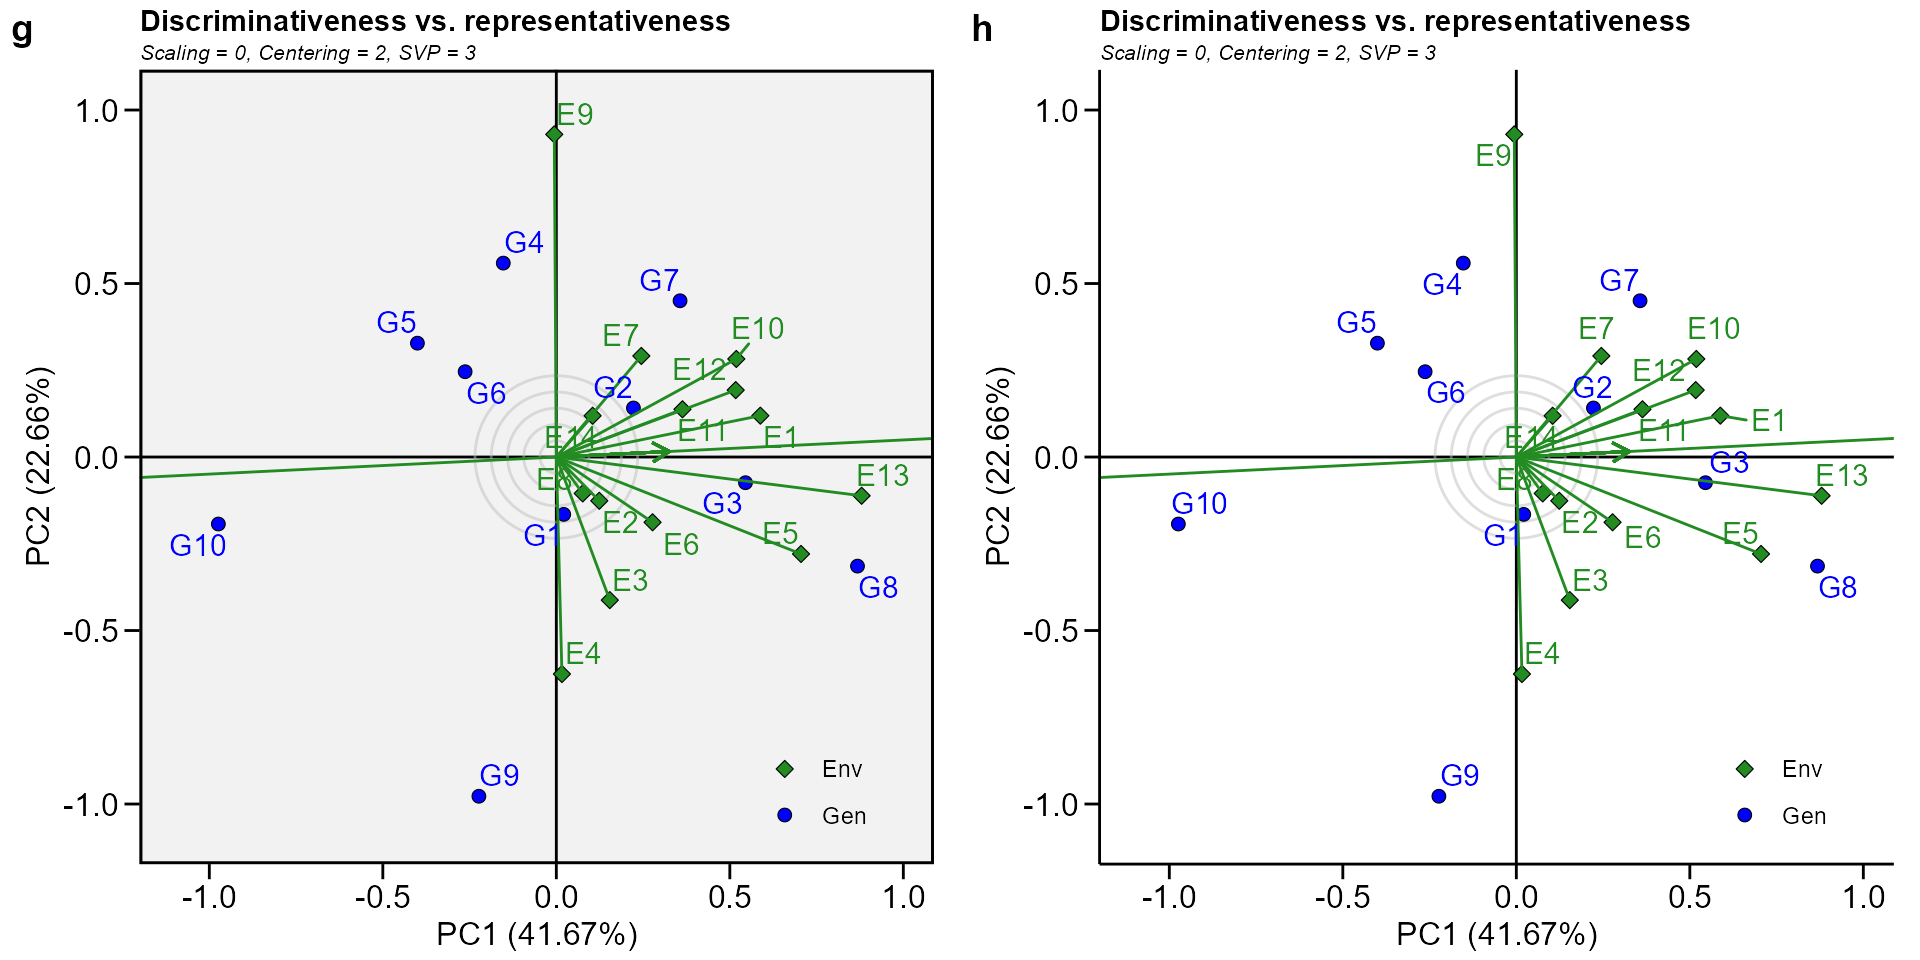 g
Discriminativeness vs. representativeness
Scaling = 0, Centering = 2, SVP = 3
PC2 (22.66%)
1.0
0.5
0.0
-0.5
-1.0
E9
G4
G7
G5
E7
E10
E12
G6
G2
E14
E11
E1
E13
G3
G1
E2
E6
E5
G10
E3
G8
E4
G9
Env
Gen
-1.0 -0.5 0.0 0.5 1.0
PC1 (41.67%)
h
Discriminativeness vs. representativeness
Scaling = 0, Centering = 2, SVP = 3
PC2 (22.66%)
1.0
0.5
0.0
-0.5
-1.0
E9
G4
G7
G5
E7
E10
E12
G6
G2
E1
E11
G3
E13
G10
G1
E2
E6
E5
E3
G8
E4
G9
Env
Gen
-1.0 -0.5 0.0 0.5 1.0
PC1 (41.67%)